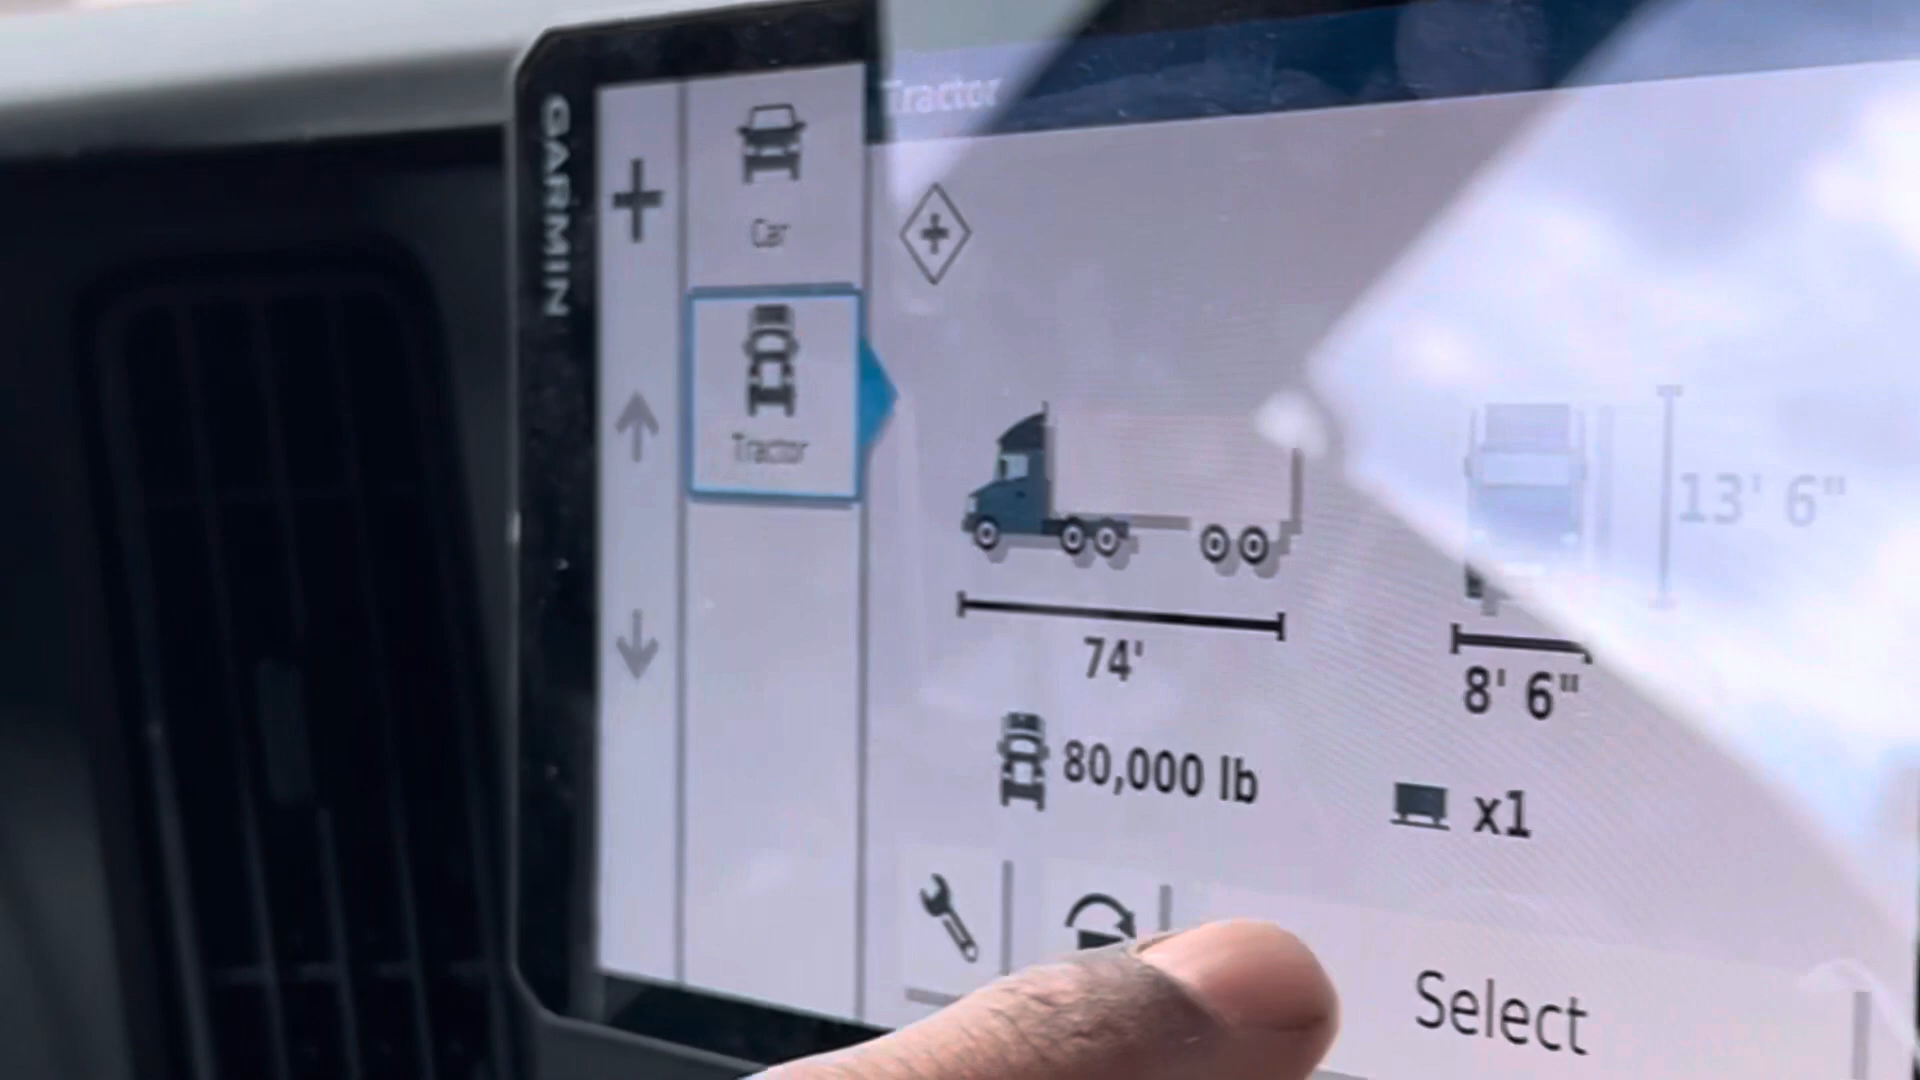 GARMIN
Tractor
Car
Tractor
13' 6"
74'
8' 6"
80,000 lb
x1
Select